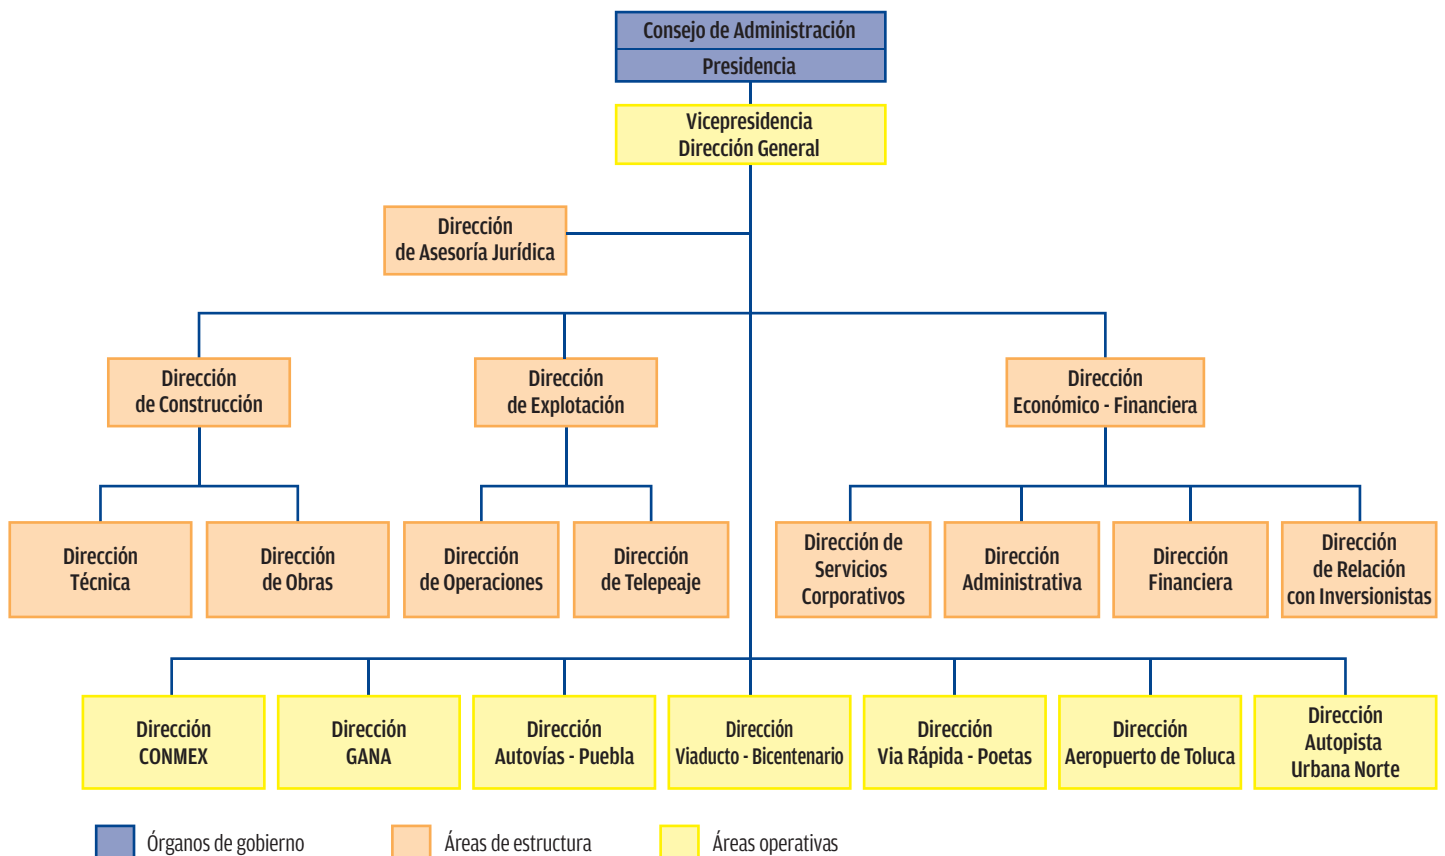 Consejo de Administración
Presidencia
Vicepresidencia
Dirección General
Dirección
de Asesoría Jurídica
Dirección
de Construcción
Dirección
de Explotación
Dirección
Económico - Financiera
Dirección
Técnica
Dirección
de Obras
Dirección
de Operaciones
Dirección
de Telepeaje
Dirección de
Servicios
Corporativos
Dirección
Administrativa
Dirección
Financiera
Dirección
de Relación
con Inversionistas
Dirección
CONMEX
Dirección
GANA
Dirección
Autovías - Puebla
Dirección
Viaducto - Bicentenario
Dirección
Via Rápida - Poetas
Dirección
Aeropuerto de Toluca
Dirección
Autopista
Urbana Norte
Órganos de gobierno
Áreas de estructura
Áreas operativas